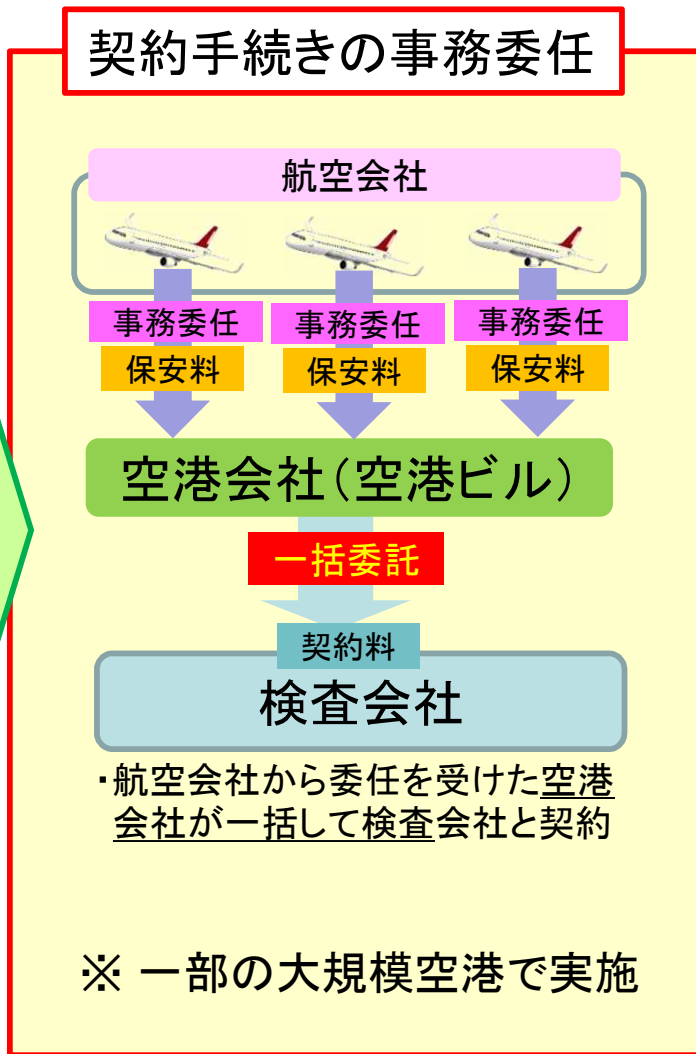 契約手続きの事務委任
航空会社
事務委任 事務委任 事務委任
保安料 保安料 保安料
空港会社（空港ビル）
一括委託
契約料
検査会社
・航空会社から委任を受けた空港
会社が一括して検査会社と契約
※ 一部の大規模空港で実施